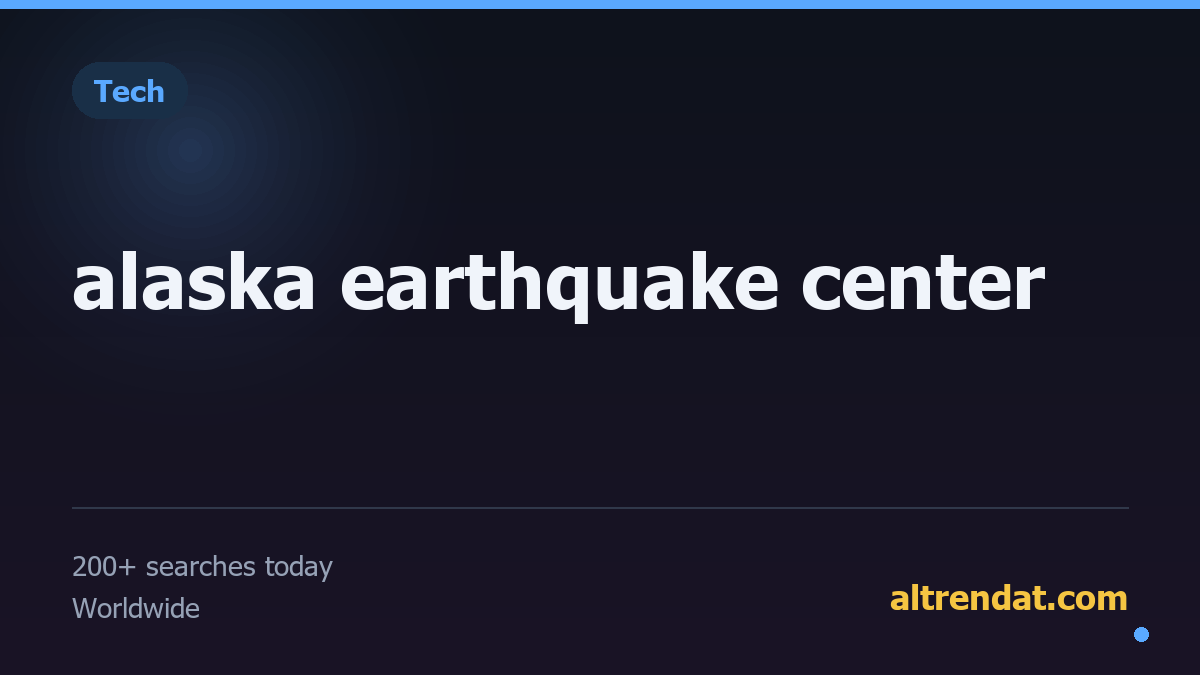 Tech
alaska earthquake center
200+ searches today
Worldwide
altrendat.com